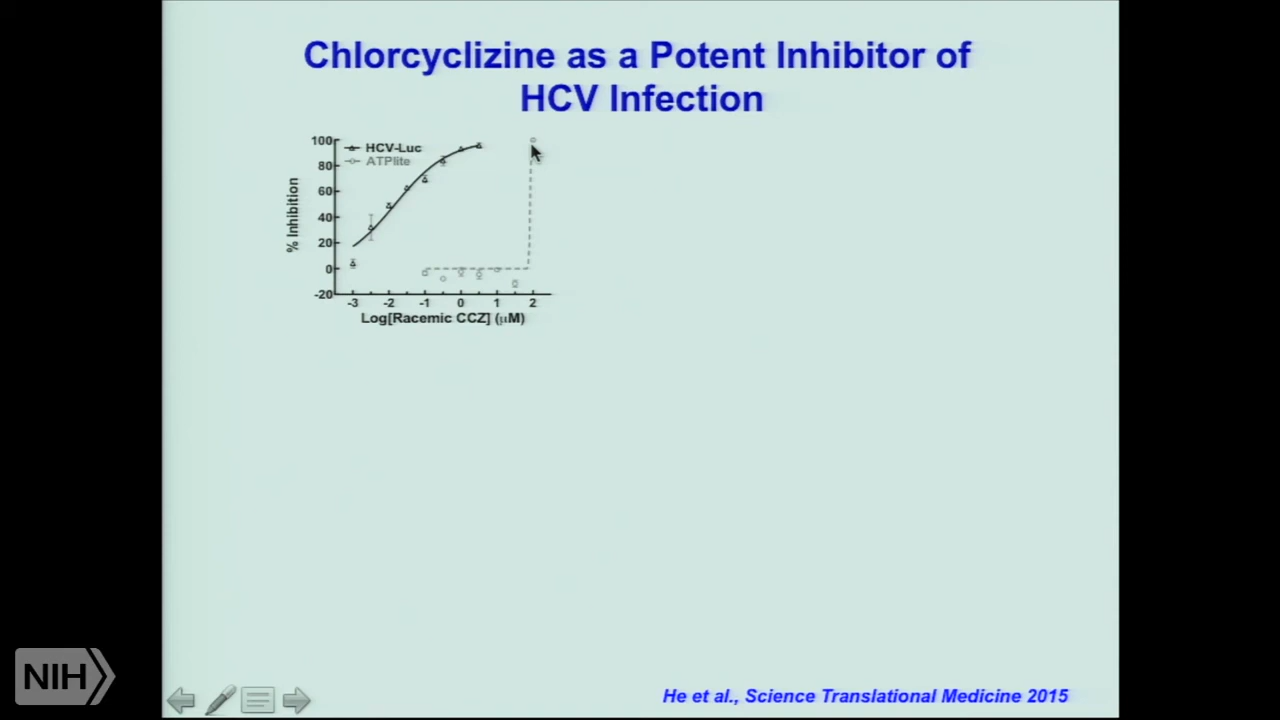 Chlorcyclizine as a Potent Inhibitor of
HCV Infection
100
80
60
40
20
0
-20
% Inhibition
HCV-Luc
ATPlite
-3 -2 -1 0 1 2
Log[Racemic CCZ] (μM)
NIH
He et al., Science Translational Medicine 2015